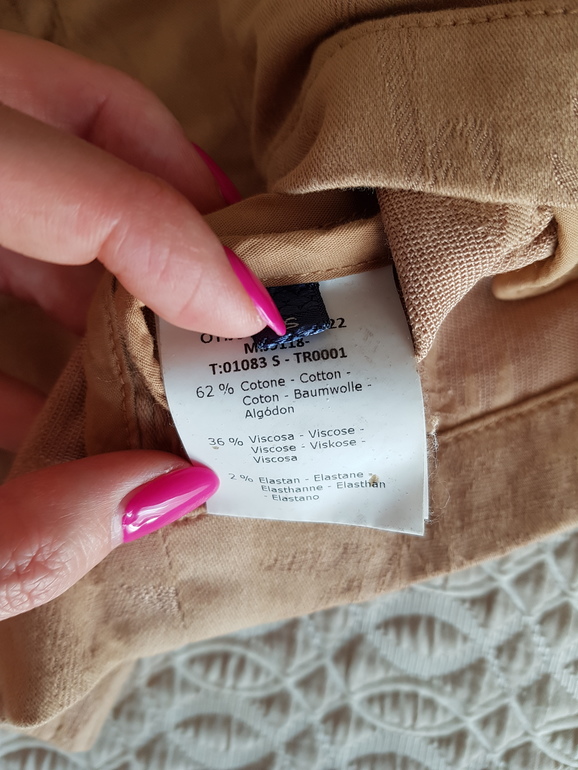 S
22
T:01083 S - TR0001
62 % Cotone - Cotton -
Coton - Baumwolle -
Algódon
36 % Viscosa - Viscose -
Viscose - Viskose -
Viscosa
2 % Elastan - Elastane -
Elasthanne - Elasthan
- Elastano